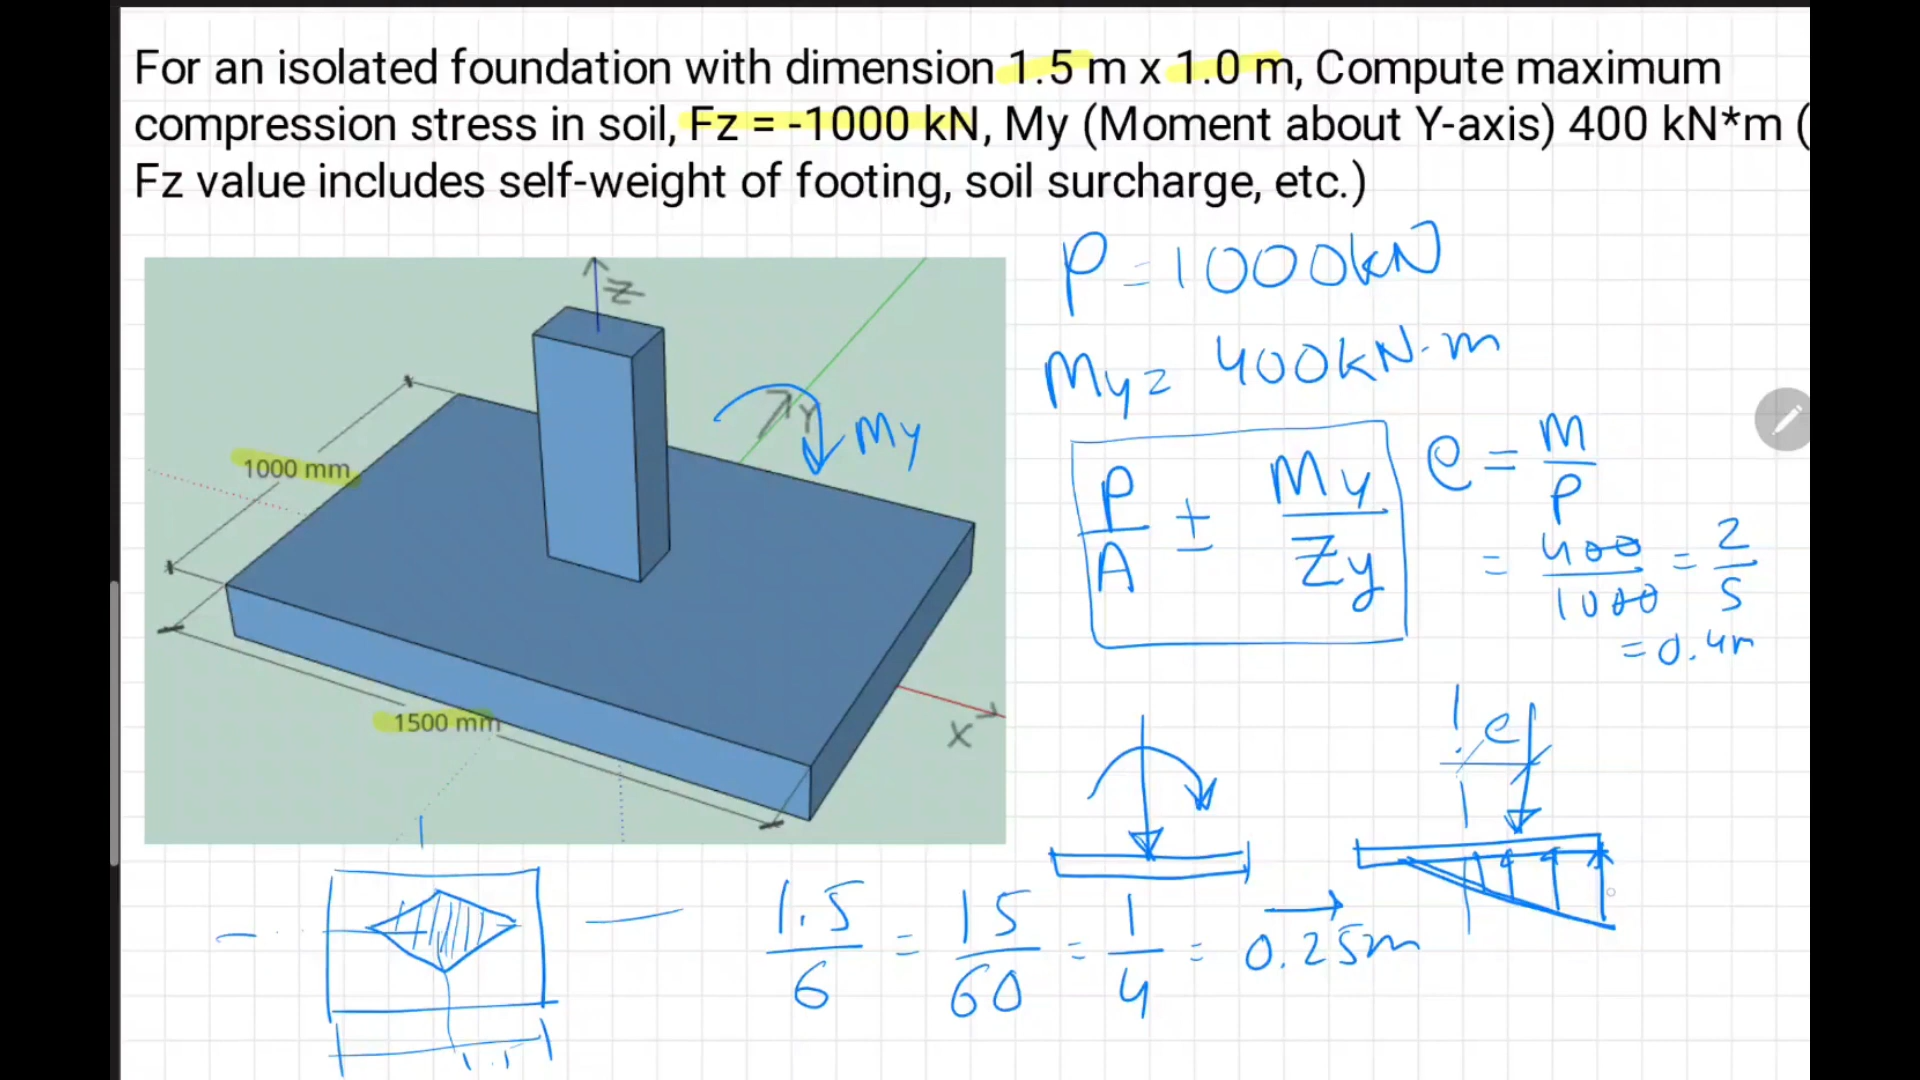 For an isolated foundation with dimension 1.5 m x 1.0 m, Compute maximum
compression stress in soil, Fz = -1000 kN, My (Moment about Y-axis) 400 kN*m (
Fz value includes self-weight of footing, soil surcharge, etc.)
P = 1000kN
My = 400kN·m
Z
Y
My
1000 mm
1500 mm
X
P/A ± My/Zy
e = M/P
= 400/1000 = 2/5
= 0.4m
e
1.5/6 = 15/60 = 1/4 = 0.25m